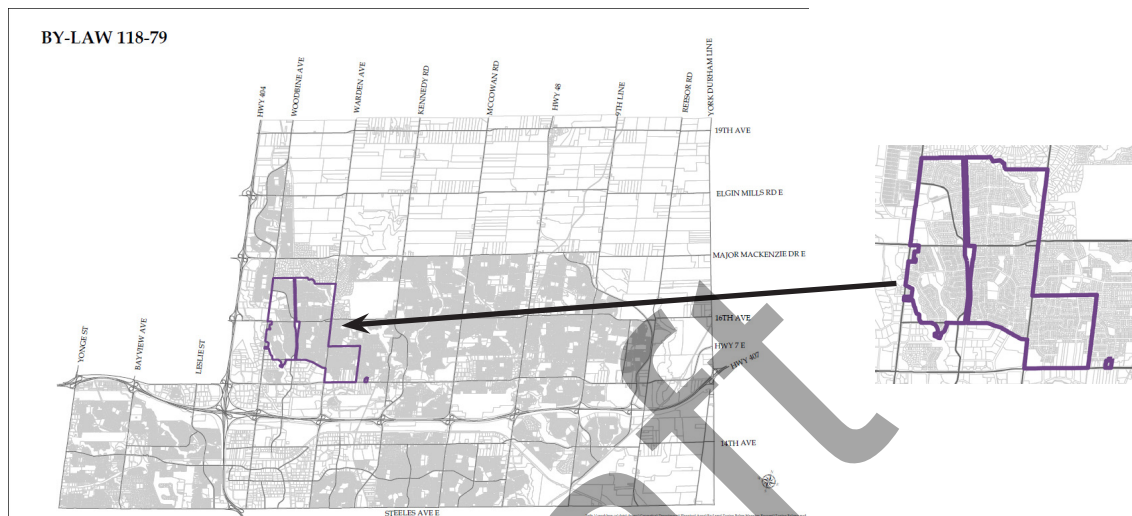 BY-LAW 118-79
HWY 404
WOODBINE AVE
WARDEN AVE
KENNEDY RD
MCCOWAN RD
HWY 48
9TH LINE
REESOR RD
YORK DURHAM LINE
19TH AVE
ELGIN MILLS RD E
MAJOR MACKENZIE DR E
16TH AVE
HWY 7 E
HWY 407
YONGE ST
BAYVIEW AVE
LESLIE ST
14TH AVE
STEELES AVE E